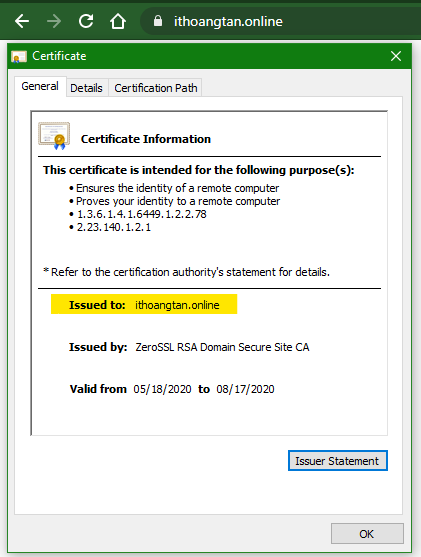 ithoangtan.online
Certificate
General Details Certification Path
Certificate Information
This certificate is intended for the following purpose(s):
• Ensures the identity of a remote computer
• Proves your identity to a remote computer
• 1.3.6.1.4.1.6449.1.2.2.78
• 2.23.140.1.2.1
* Refer to the certification authority's statement for details.
Issued to: ithoangtan.online
Issued by: ZeroSSL RSA Domain Secure Site CA
Valid from 05/18/2020 to 08/17/2020
Issuer Statement
OK